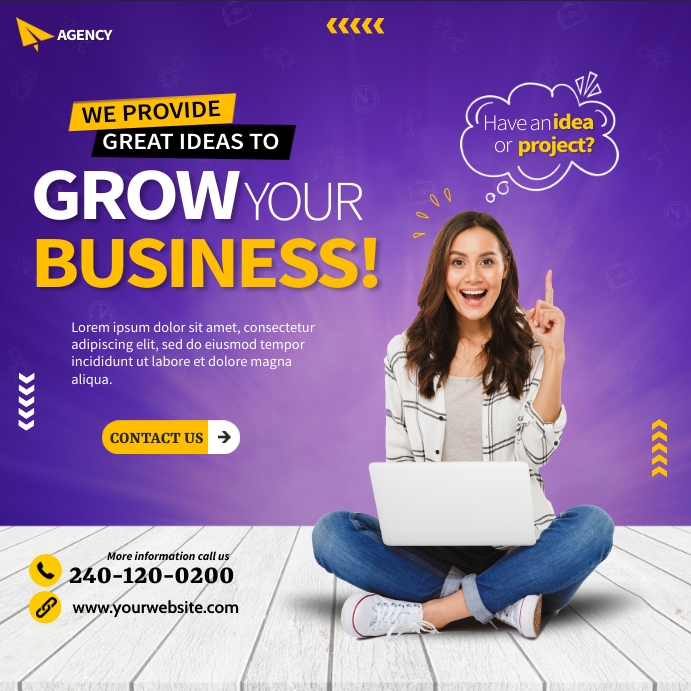 AGENCY
WE PROVIDE
GREAT IDEAS TO
GROW YOUR
BUSINESS!
Have an idea
or project?
Lorem ipsum dolor sit amet, consectetur
adipiscing elit, sed do eiusmod tempor
incididunt ut labore et dolore magna
aliqua.
CONTACT US
More information call us
240-120-0200
www.yourwebsite.com